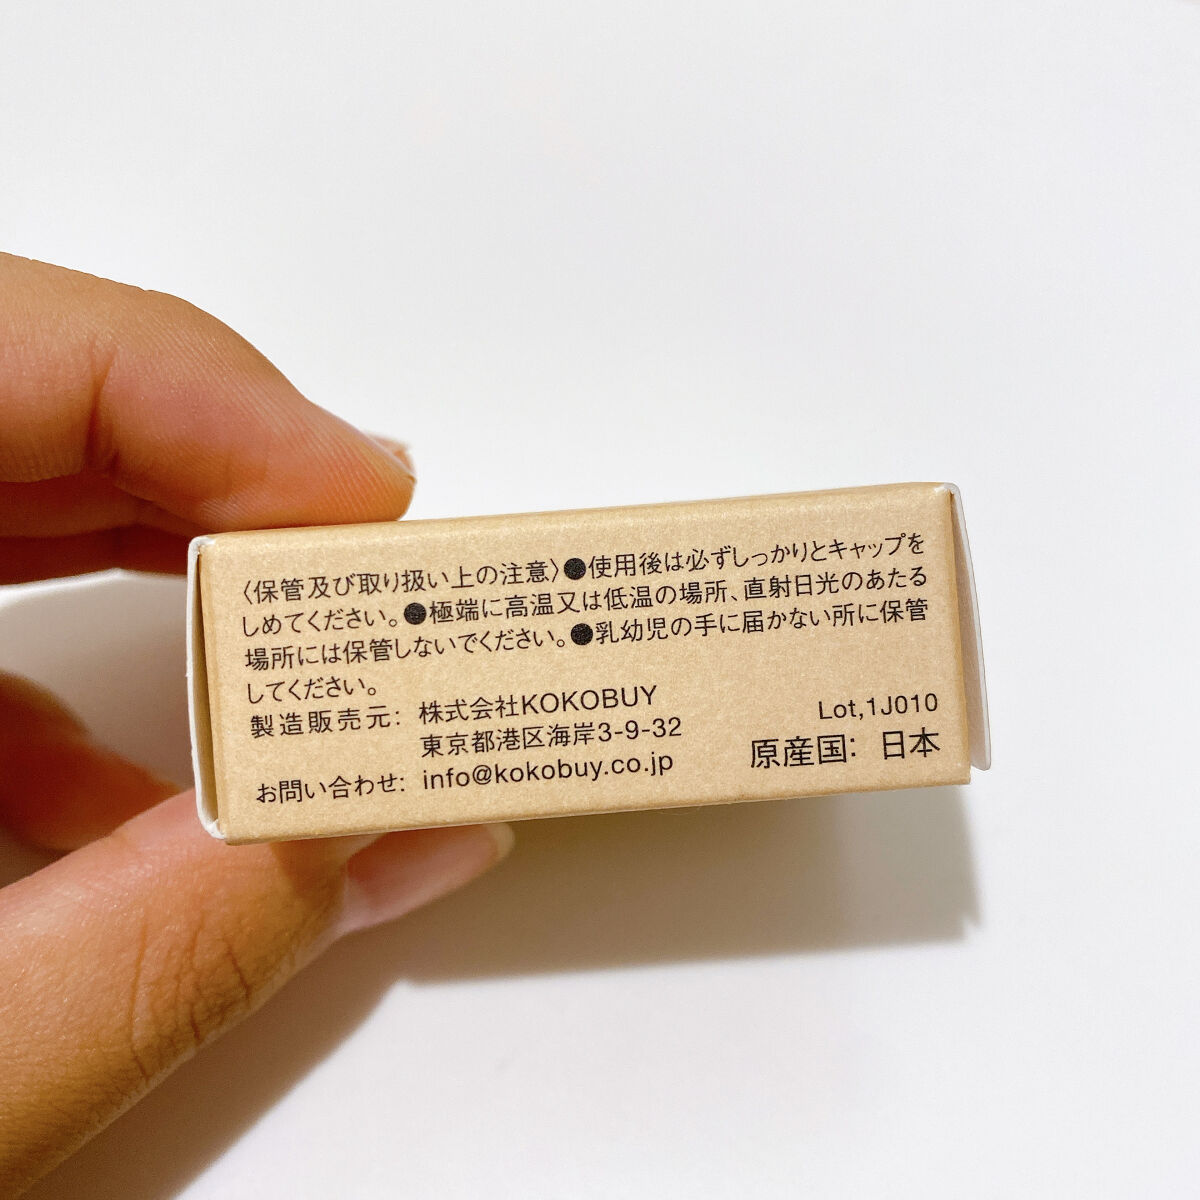 〈保管及び取り扱い上の注意〉●使用後は必ずしっかりとキャップを
しめてください。●極端に高温又は低温の場所、直射日光のあたる
場所には保管しないでください。●乳幼児の手に届かない所に保管
してください。
製造販売元: 株式会社KOKOBUY
東京都港区海岸3-9-32
お問い合わせ: info@kokobuy.co.jp
Lot,1J010
原産国: 日本